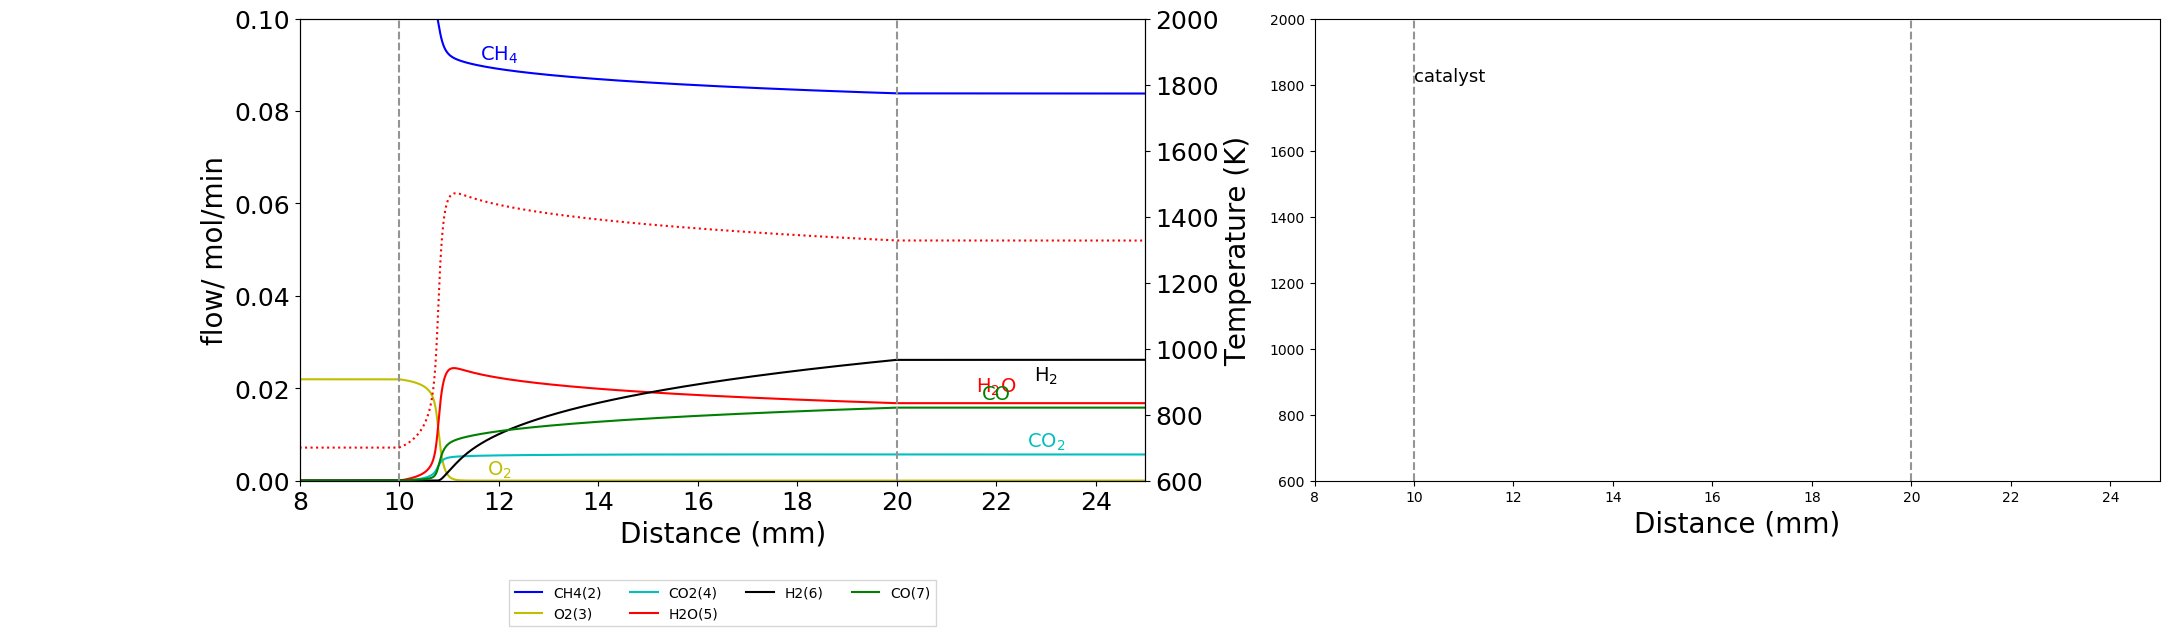 0.10
0.08
0.06
0.04
0.02
0.00
flow/ mol/min
CH₄
H₂
H₂O
CO
CO₂
O₂
8 10 12 14 16 18 20 22 24
Distance (mm)
2000
1800
1600
1400
1200
1000
800
600
Temperature (K)
CH4(2) CO2(4) H2(6) CO(7)
O2(3) H2O(5)
2000
1800
1600
1400
1200
1000
800
600
catalyst
8 10 12 14 16 18 20 22 24
Distance (mm)